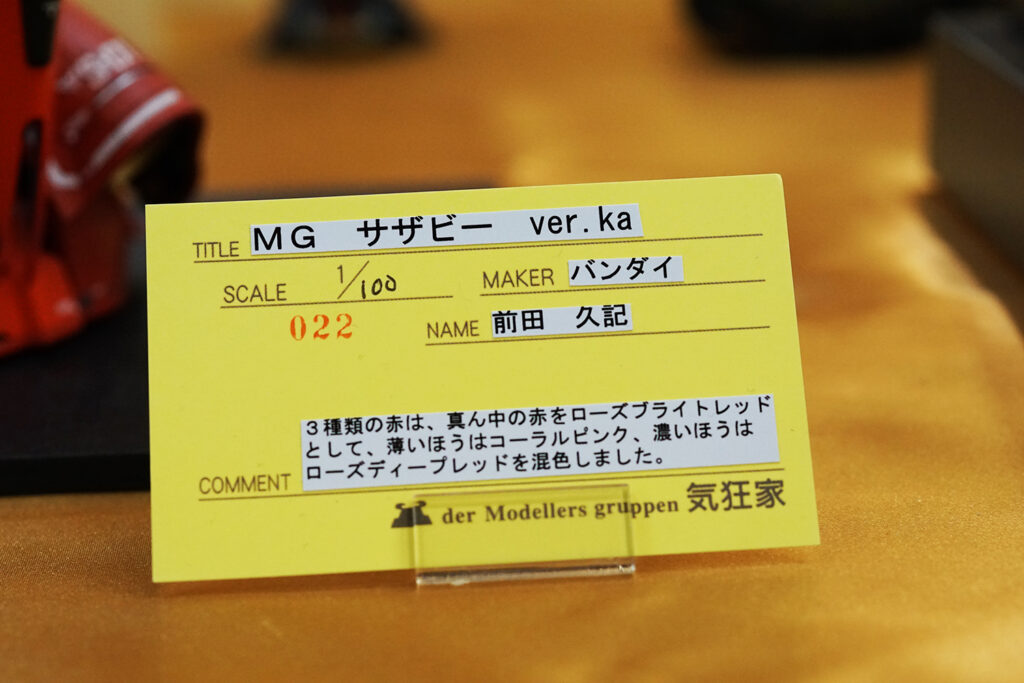 TITLE MG サザビー ver.ka
SCALE 1/100 MAKER バンダイ
022 NAME 前田 久記
3種類の赤は、真ん中の赤をローズブライトレッド
として、薄いほうはコーラルピンク、濃いほうは
COMMENT ローズディープレッドを混色しました。
der Modellers gruppen 気狂家